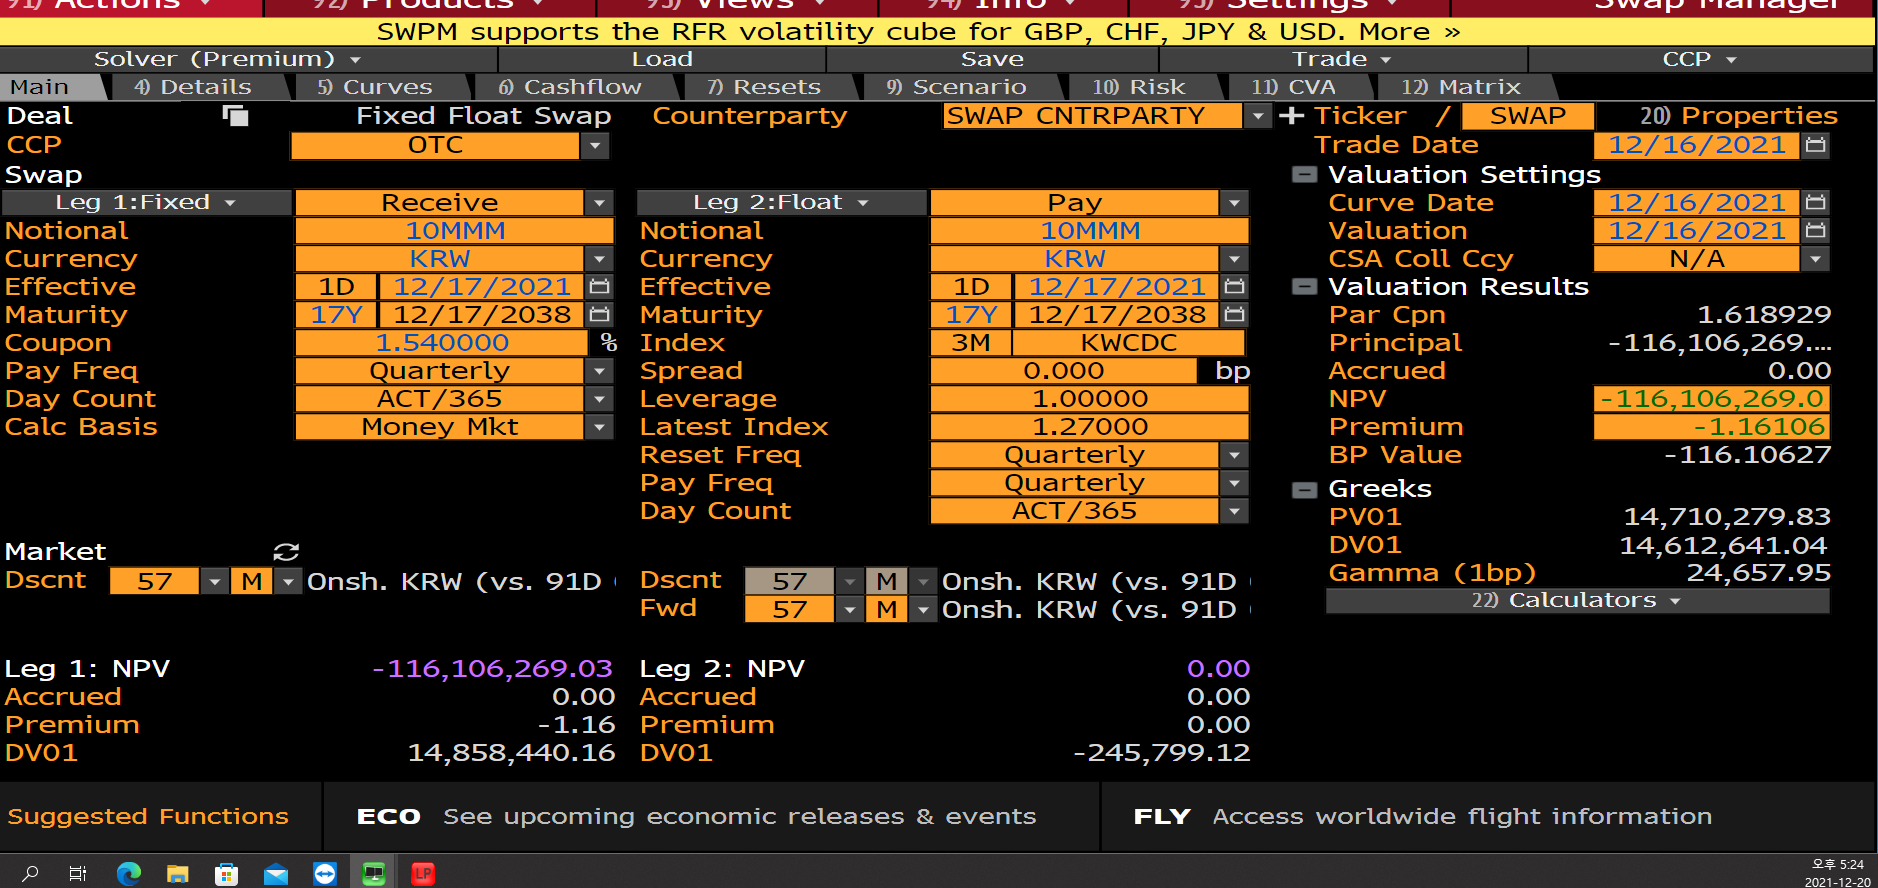 91) Actions 92) Products 93) Views 94) Info 95) Settings Swap Manager
SWPM supports the RFR volatility cube for GBP, CHF, JPY & USD. More »
Solver (Premium) Load Save Trade CCP
Main 4) Details 5) Curves 6) Cashflow 7) Resets 9) Scenario 10) Risk 11) CVA 12) Matrix
Deal Fixed Float Swap Counterparty SWAP CNTRPARTY + Ticker / SWAP 20) Properties
CCP OTC Trade Date 12/16/2021
Swap Valuation Settings
Leg 1:Fixed Receive Leg 2:Float Pay Curve Date 12/16/2021
Notional 10MMM Notional 10MMM Valuation 12/16/2021
Currency KRW Currency KRW CSA Coll Ccy N/A
Effective 1D 12/17/2021 Effective 1D 12/17/2021 Valuation Results
Maturity 17Y 12/17/2038 Maturity 17Y 12/17/2038 Par Cpn 1.618929
Coupon 1.540000 % Index 3M KWCDC Principal -116,106,269....
Pay Freq Quarterly Spread 0.000 bp Accrued 0.00
Day Count ACT/365 Leverage 1.00000 NPV -116,106,269.0
Calc Basis Money Mkt Latest Index 1.27000 Premium -1.16106
Reset Freq Quarterly BP Value -116.10627
Pay Freq Quarterly Greeks
Day Count ACT/365 PV01 14,710,279.83
Market DV01 14,612,641.04
Dscnt 57 M Onsh. KRW (vs. 91D Dscnt 57 M Onsh. KRW (vs. 91D Gamma (1bp) 24,657.95
Fwd 57 M Onsh. KRW (vs. 91D 22) Calculators
Leg 1: NPV -116,106,269.03 Leg 2: NPV 0.00
Accrued 0.00 Accrued 0.00
Premium -1.16 Premium 0.00
DV01 14,858,440.16 DV01 -245,799.12
Suggested Functions ECO See upcoming economic releases & events FLY Access worldwide flight information
LP 오후 5:24
2021-12-20